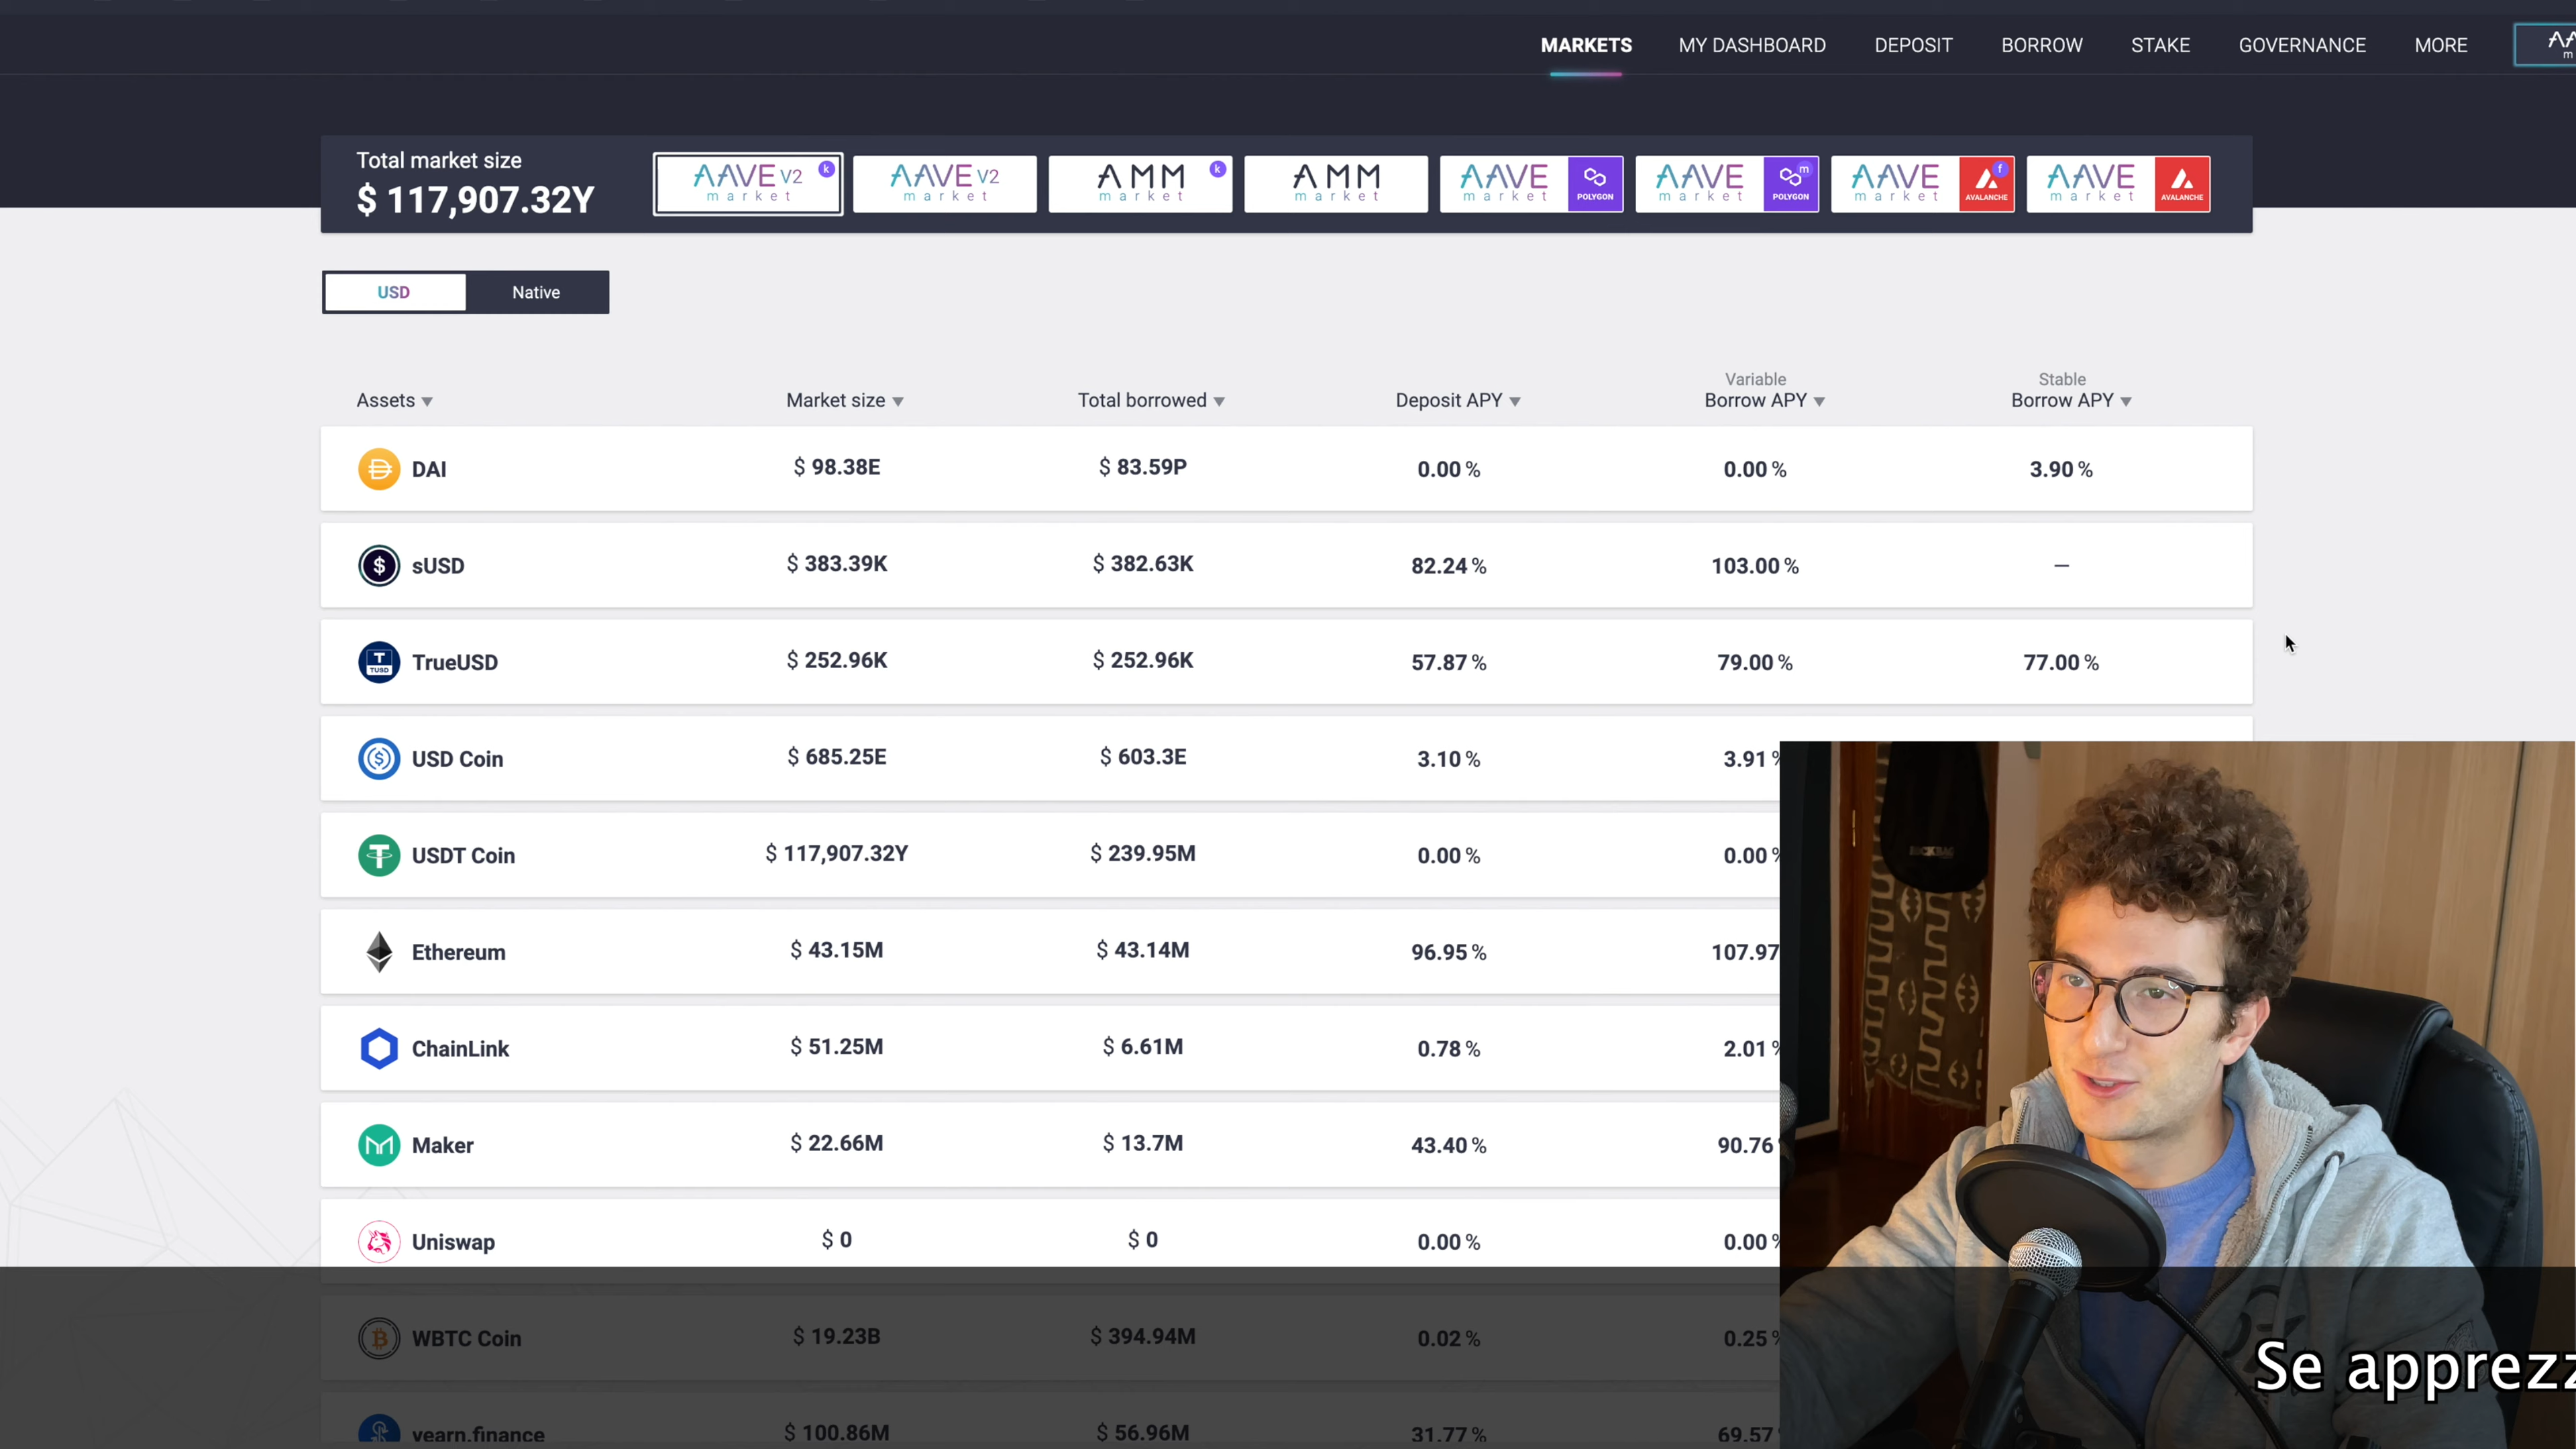 MARKETS MY DASHBOARD DEPOSIT BORROW STAKE GOVERNANCE MORE
Total market size
$ 117,907.32Y
AAVE V2 market k
AAVE V2 market
AMM market k
AMM market
AAVE market POLYGON
AAVE market POLYGON m
AAVE market AVALANCHE f
AAVE market AVALANCHE
USD Native
Variable Stable
Assets Market size Total borrowed Deposit APY Borrow APY Borrow APY
DAI $ 98.38E $ 83.59P 0.00 % 0.00 % 3.90 %
sUSD $ 383.39K $ 382.63K 82.24 % 103.00 % —
TrueUSD $ 252.96K $ 252.96K 57.87 % 79.00 % 77.00 %
USD Coin $ 685.25E $ 603.3E 3.10 % 3.91 %
USDT Coin $ 117,907.32Y $ 239.95M 0.00 % 0.00 %
Ethereum $ 43.15M $ 43.14M 96.95 % 107.97
ChainLink $ 51.25M $ 6.61M 0.78 % 2.01 %
Maker $ 22.66M $ 13.7M 43.40 % 90.76
Uniswap $ 0 $ 0 0.00 % 0.00 %
WBTC Coin $ 19.23B $ 394.94M 0.02 % 0.25 %
yearn.finance $ 100.86M $ 56.96M 31.77 % 69.57
Se apprezz